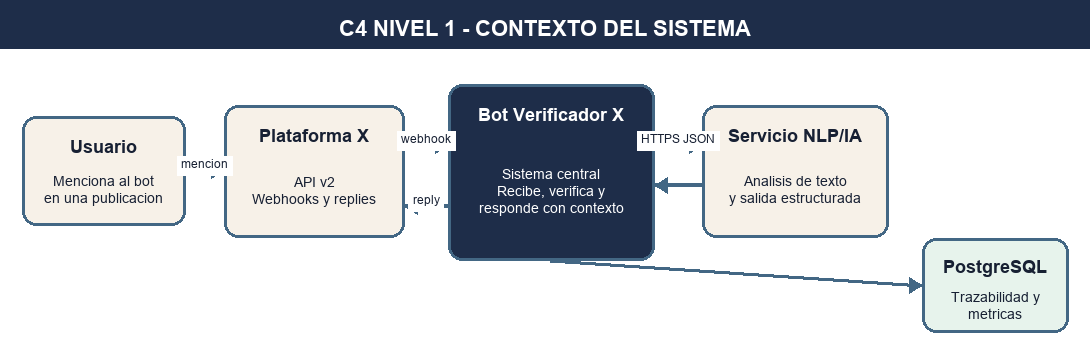 C4 NIVEL 1 - CONTEXTO DEL SISTEMA
Usuario
Menciona al bot
en una publicacion
mencion
Plataforma X
API v2
Webhooks y replies
webhook
reply
Bot Verificador X
Sistema central
Recibe, verifica y
responde con contexto
HTTPS JSON
Servicio NLP/IA
Analisis de texto
y salida estructurada
PostgreSQL
Trazabilidad y
metricas